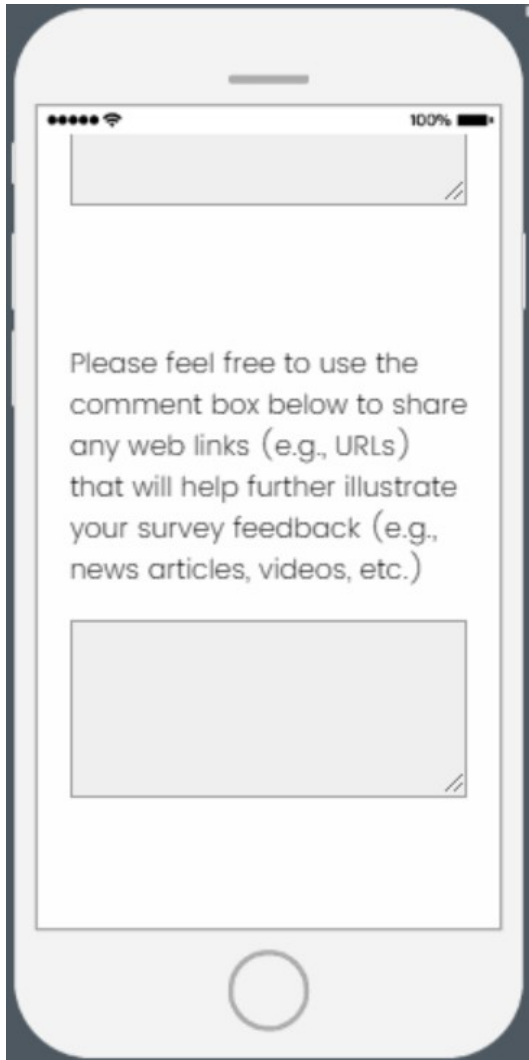 100%
Please feel free to use the
comment box below to share
any web links (e.g., URLs)
that will help further illustrate
your survey feedback (e.g.,
news articles, videos, etc.)